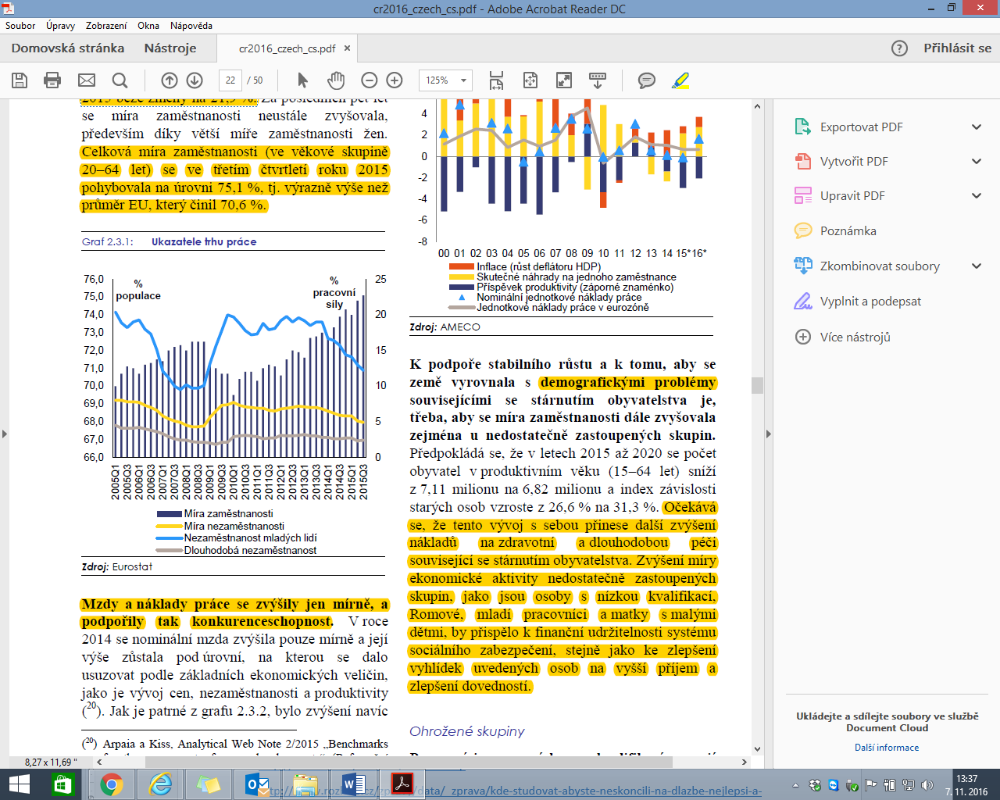 cr2016_czech_cs.pdf - Adobe Acrobat Reader DC
Soubor Úpravy Zobrazení Okna Nápověda
Domovská stránka Nástroje cr2016_czech_cs.pdf × Přihlásit se
22 / 50 125%
2015 beze změny na 21,9 %. Za posledních pět let
se míra zaměstnanosti neustále zvyšovala,
především díky větší míře zaměstnanosti žen.
Celková míra zaměstnanosti (ve věkové skupině
20–64 let) se ve třetím čtvrtletí roku 2015
pohybovala na úrovni 75,1 %, tj. výrazně výše než
průměr EU, který činil 70,6 %.
Graf 2.3.1: Ukazatele trhu práce
%
populace
%
pracovní
síly
76,0
75,0
74,0
73,0
72,0
71,0
70,0
69,0
68,0
67,0
66,0
25
20
15
10
5
0
2005Q1
2005Q3
2006Q1
2006Q3
2007Q1
2007Q3
2008Q1
2008Q3
2009Q1
2009Q3
2010Q1
2010Q3
2011Q1
2011Q3
2012Q1
2012Q3
2013Q1
2013Q3
2014Q1
2014Q3
2015Q1
2015Q3
Míra zaměstnanosti
Míra nezaměstnanosti
Nezaměstnanost mladých lidí
Dlouhodobá nezaměstnanost
Zdroj: Eurostat
Mzdy a náklady práce se zvýšily jen mírně, a
podpořily tak konkurenceschopnost. V roce
2014 se nominální mzda zvýšila pouze mírně a její
výše zůstala pod úrovní, na kterou se dalo
usuzovat podle základních ekonomických veličin,
jako je vývoj cen, nezaměstnanosti a produktivity
(20). Jak je patrné z grafu 2.3.2, bylo zvýšení navíc
(20) Arpaia a Kiss, Analytical Web Note 2/2015 „Benchmarks
4
2
0
-2
-4
-6
-8
00 01 02 03 04 05 06 07 08 09 10 11 12 13 14 15* 16*
Inflace (růst deflátoru HDP)
Skutečné náhrady na jednoho zaměstnance
Příspěvek produktivity (záporné znaménko)
Nominální jednotkové náklady práce
Jednotkové náklady práce v eurozóně
Zdroj: AMECO
K podpoře stabilního růstu a k tomu, aby se
země vyrovnala s demografickými problémy
souvisejícími se stárnutím obyvatelstva je,
třeba, aby se míra zaměstnanosti dále zvyšovala
zejména u nedostatečně zastoupených skupin.
Předpokládá se, že v letech 2015 až 2020 se počet
obyvatel v produktivním věku (15–64 let) sníží
z 7,11 milionu na 6,82 milionu a index závislosti
starých osob vzroste z 26,6 % na 31,3 %. Očekává
se, že tento vývoj s sebou přinese další zvýšení
nákladů na zdravotní a dlouhodobou péči
související se stárnutím obyvatelstva. Zvýšení míry
ekonomické aktivity nedostatečně zastoupených
skupin, jako jsou osoby s nízkou kvalifikací,
Romové, mladí pracovníci a matky s malými
dětmi, by přispělo k finanční udržitelnosti systému
sociálního zabezpečení, stejně jako ke zlepšení
vyhlídek uvedených osob na vyšší příjem a
zlepšení dovedností.
Ohrožené skupiny
Exportovat PDF
Vytvořit PDF
Upravit PDF
Poznámka
Zkombinovat soubory
Vyplnit a podepsat
Více nástrojů
Ukládejte a sdílejte soubory ve službě
Document Cloud
Další informace
8,27 x 11,69 "
zprava/kde-studovat-abyste-neskoncili-na-dlazbe-nejlepsi-a-
13:37
7. 11. 2016